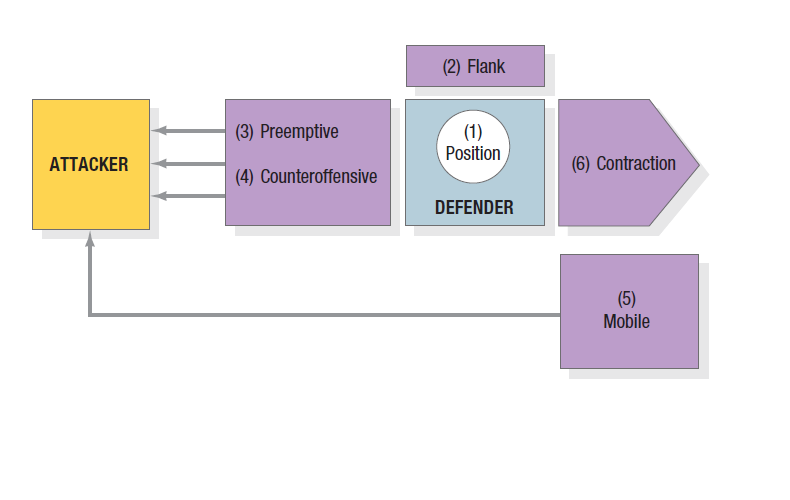 (2) Flank
ATTACKER
(3) Preemptive
(4) Counteroffensive
(1)
Position
DEFENDER
(6) Contraction
(5)
Mobile